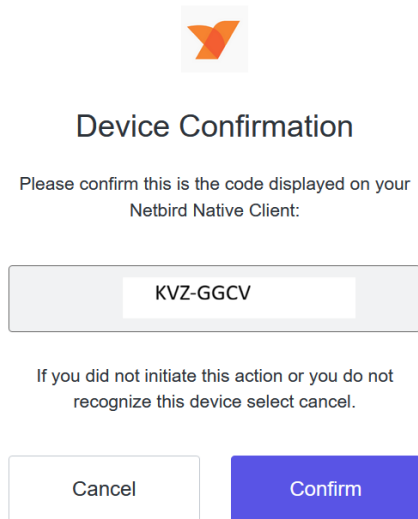 Device Confirmation
Please confirm this is the code displayed on your
Netbird Native Client:
KVZ-GGCV
If you did not initiate this action or you do not
recognize this device select cancel.
Cancel Confirm